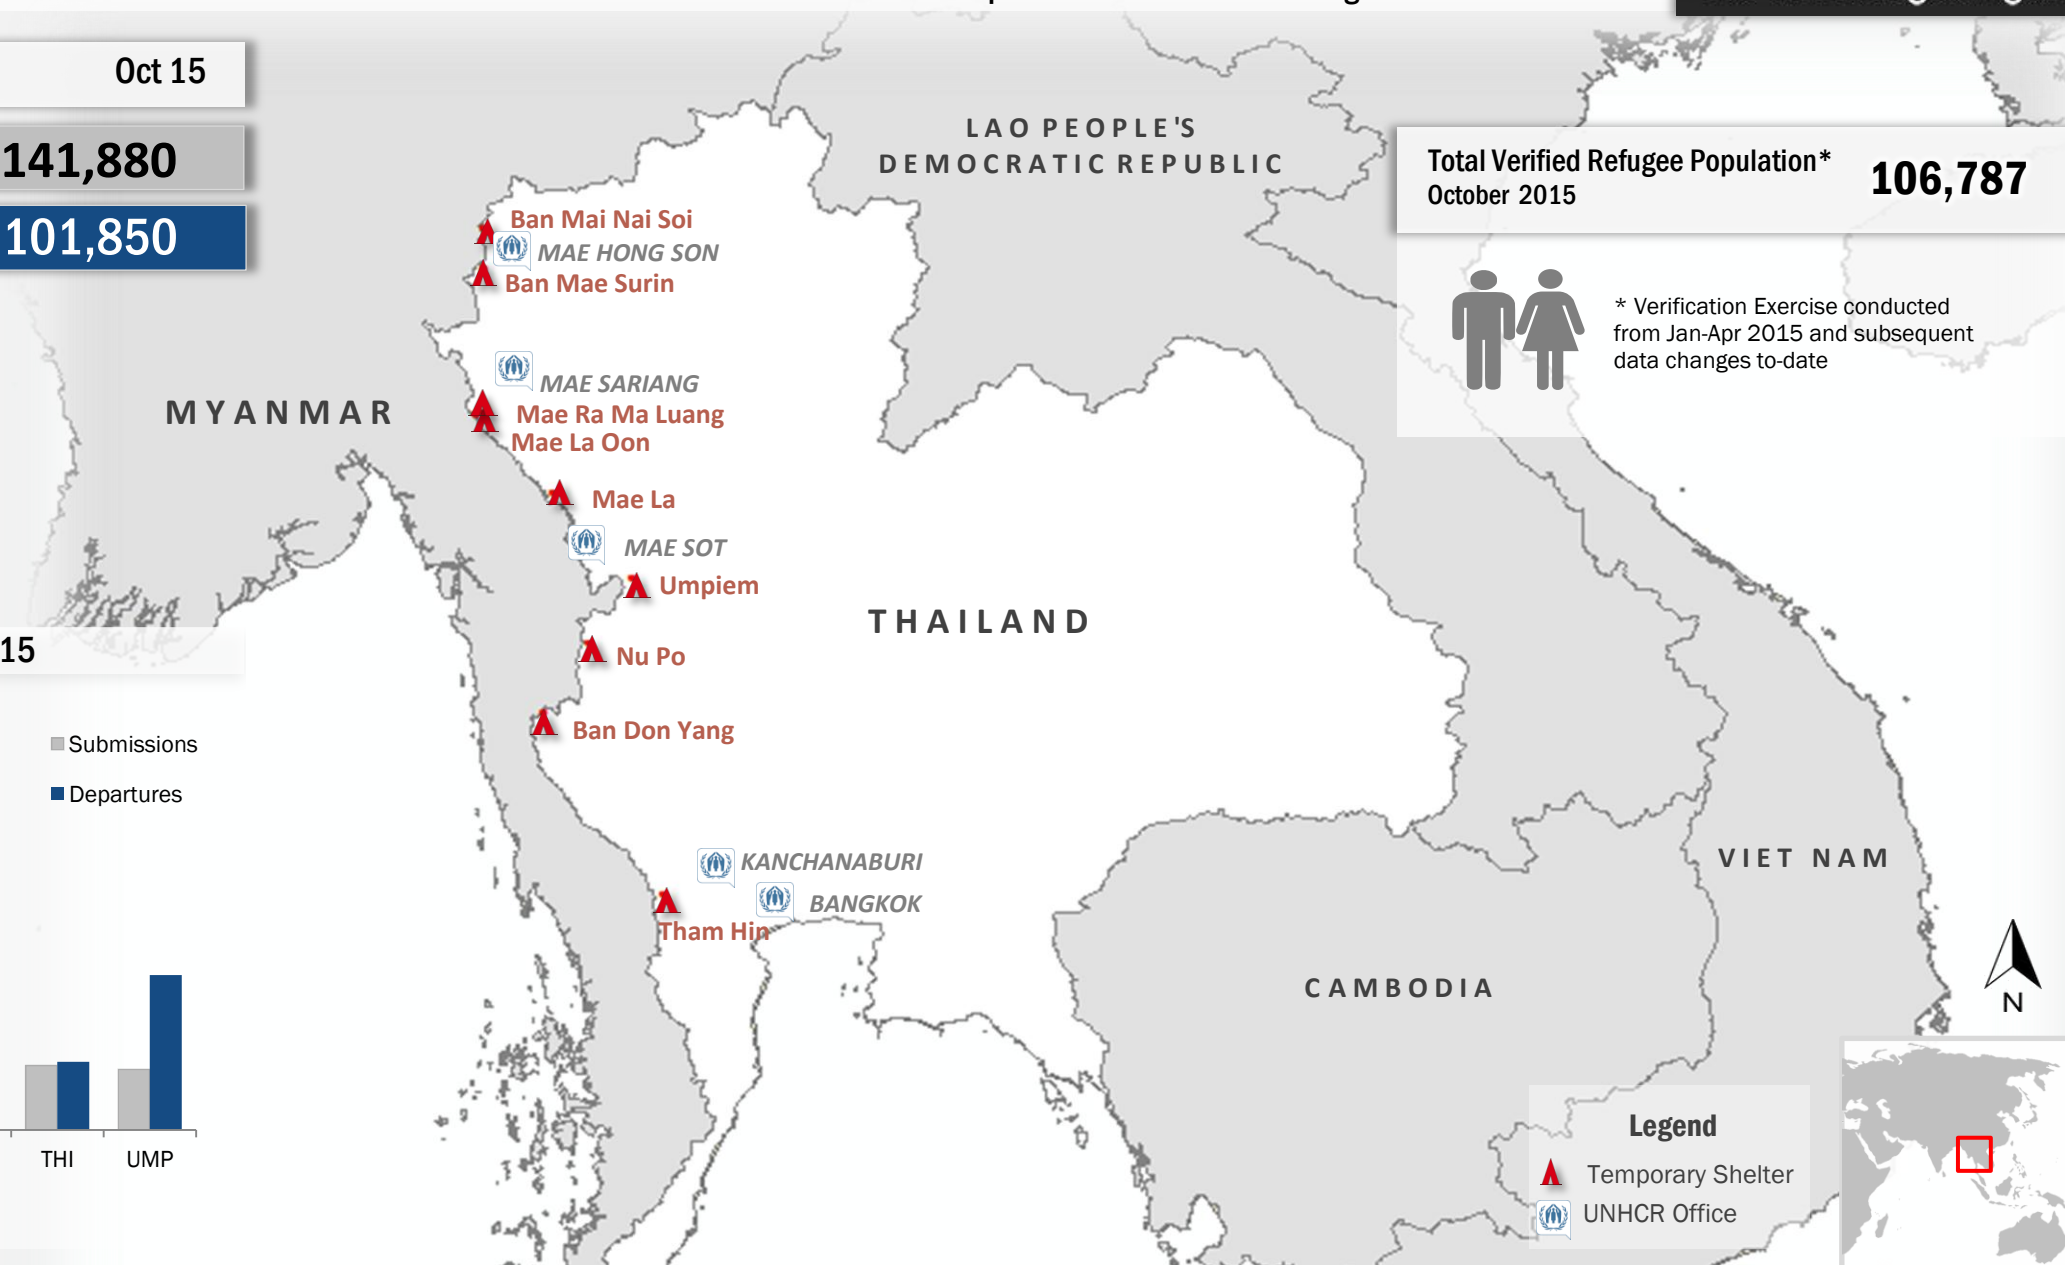 Oct 15
141,880
101,850
LAO PEOPLE'S
DEMOCRATIC REPUBLIC
Total Verified Refugee Population*
October 2015
106,787
* Verification Exercise conducted
from Jan-Apr 2015 and subsequent
data changes to-date
Ban Mai Nai Soi
MAE HONG SON
Ban Mae Surin
MAE SARIANG
MYANMAR
Mae Ra Ma Luang
Mae La Oon
Mae La
MAE SOT
Umpiem
THAILAND
Nu Po
15
Ban Don Yang
Submissions
Departures
KANCHANABURI
BANGKOK
Tham Hin
VIET NAM
CAMBODIA
N
THI
UMP
Legend
Temporary Shelter
UNHCR Office